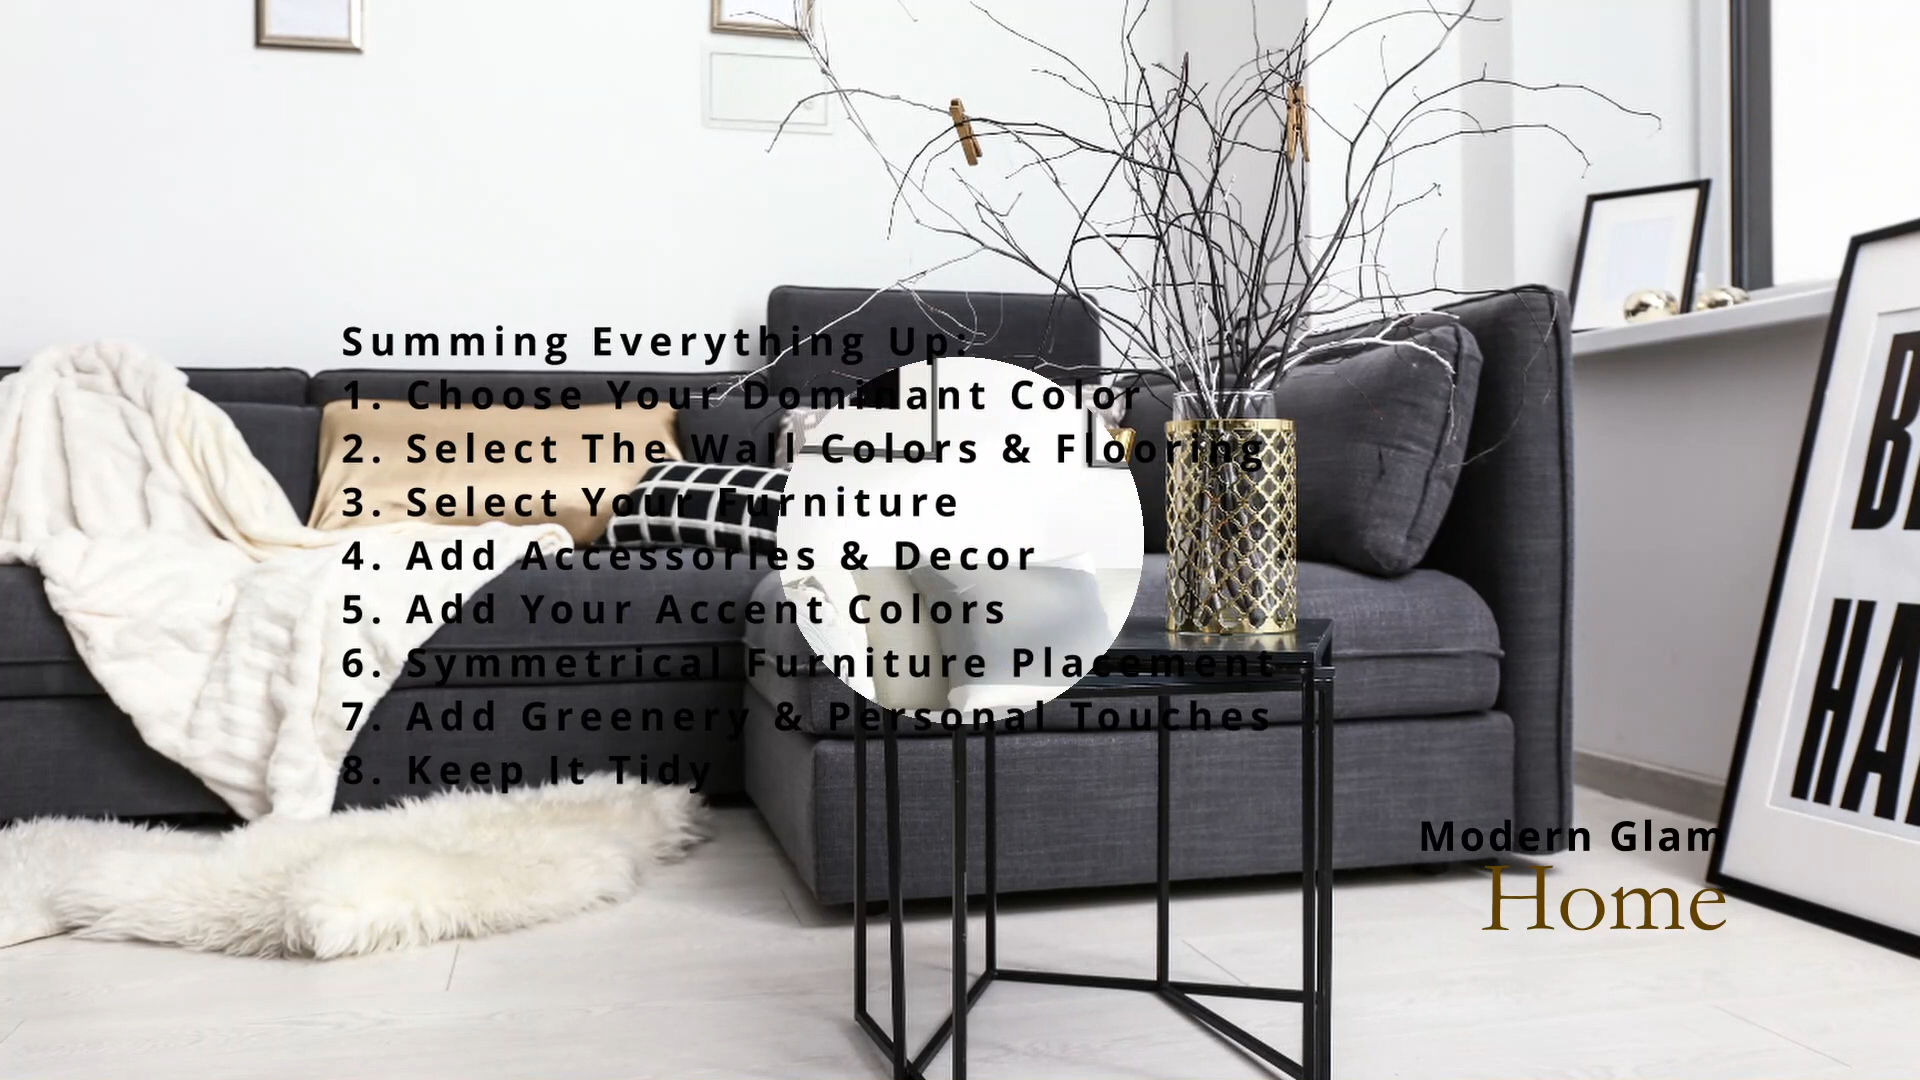 Summing Everything Up:
1. Choose Your Dominant Color
2. Select The Wall Colors & Flooring
3. Select Your Furniture
4. Add Accessories & Decor
5. Add Your Accent Colors
6. Symmetrical Furniture Placement
7. Add Greenery & Personal Touches
8. Keep It Tidy
Modern Glam
Home